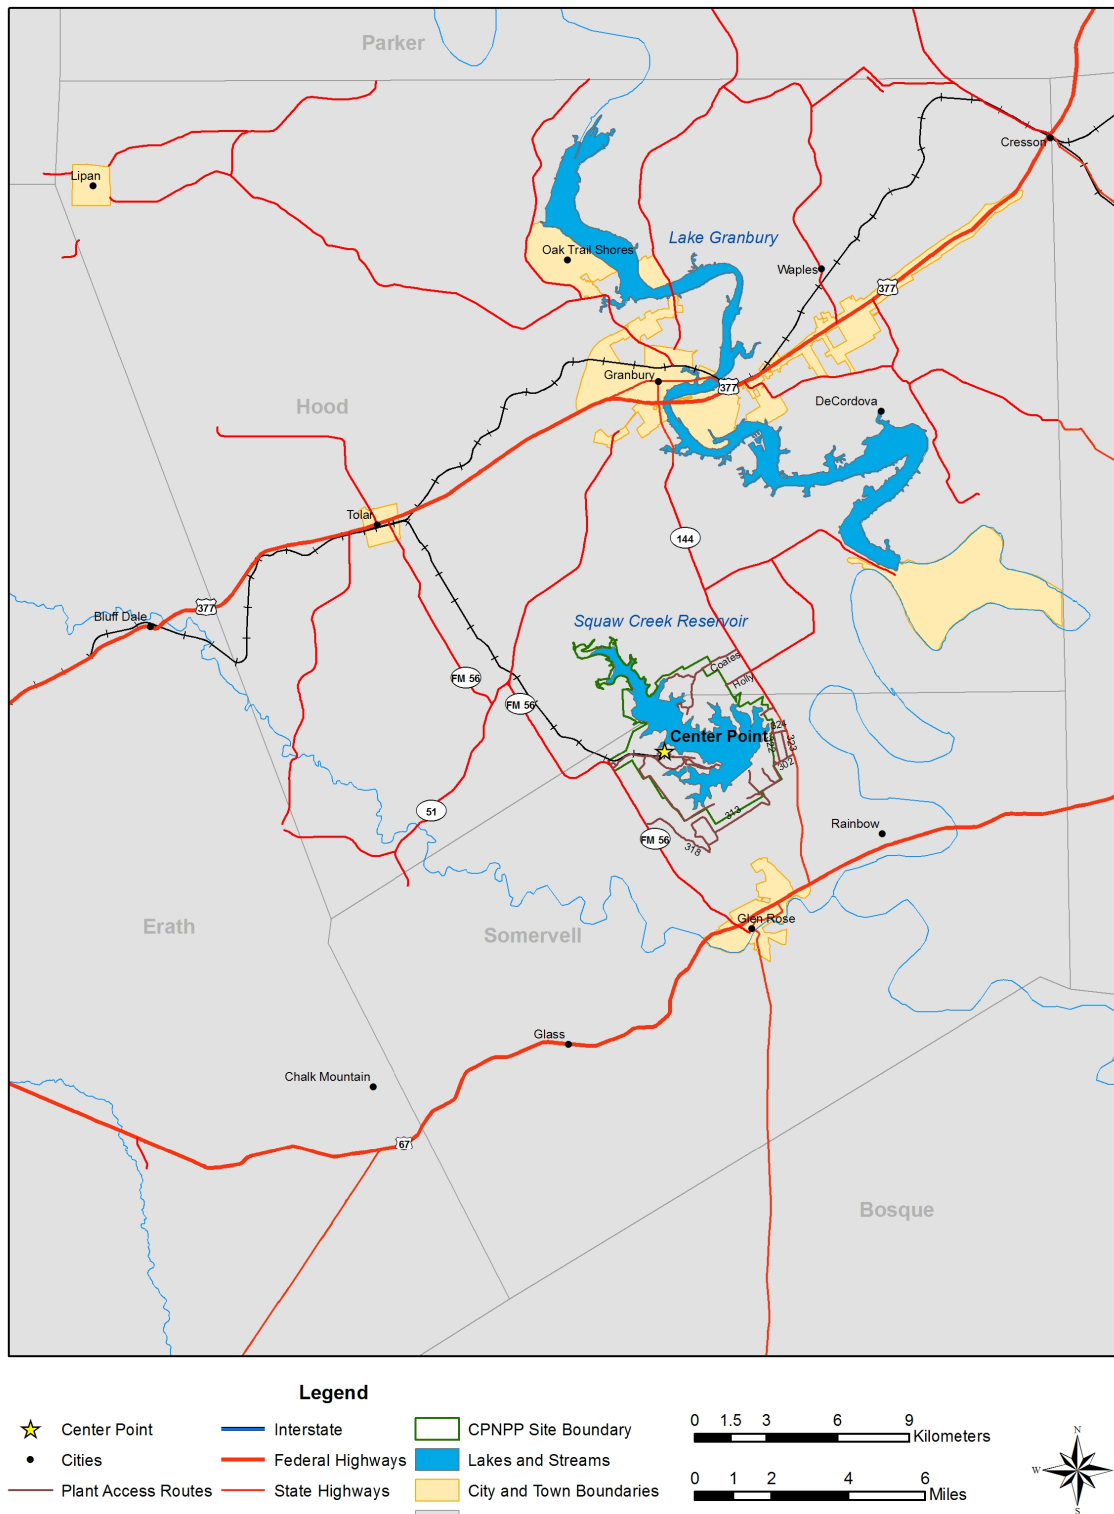 Parker
Cresson
Lipan
Lake Granbury
Oak Trail Shores
Waples
377
Granbury
377
DeCordova
Hood
Tolar
144
377
Bluff Dale
Squaw Creek Reservoir
Coates
Holly
FM 56
FM 56
324
Center Point
323
322
302
51
313
Rainbow
FM 56
318
Glen Rose
Erath
Somervell
Glass
Chalk Mountain
67
Bosque
Legend
Center Point
Interstate
CPNPP Site Boundary
Cities
Federal Highways
Lakes and Streams
Plant Access Routes
State Highways
City and Town Boundaries
0 1.5 3 6 9
Kilometers
0 1 2 4 6
Miles
N
W
E
S